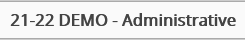 21-22 DEMO - Administrative